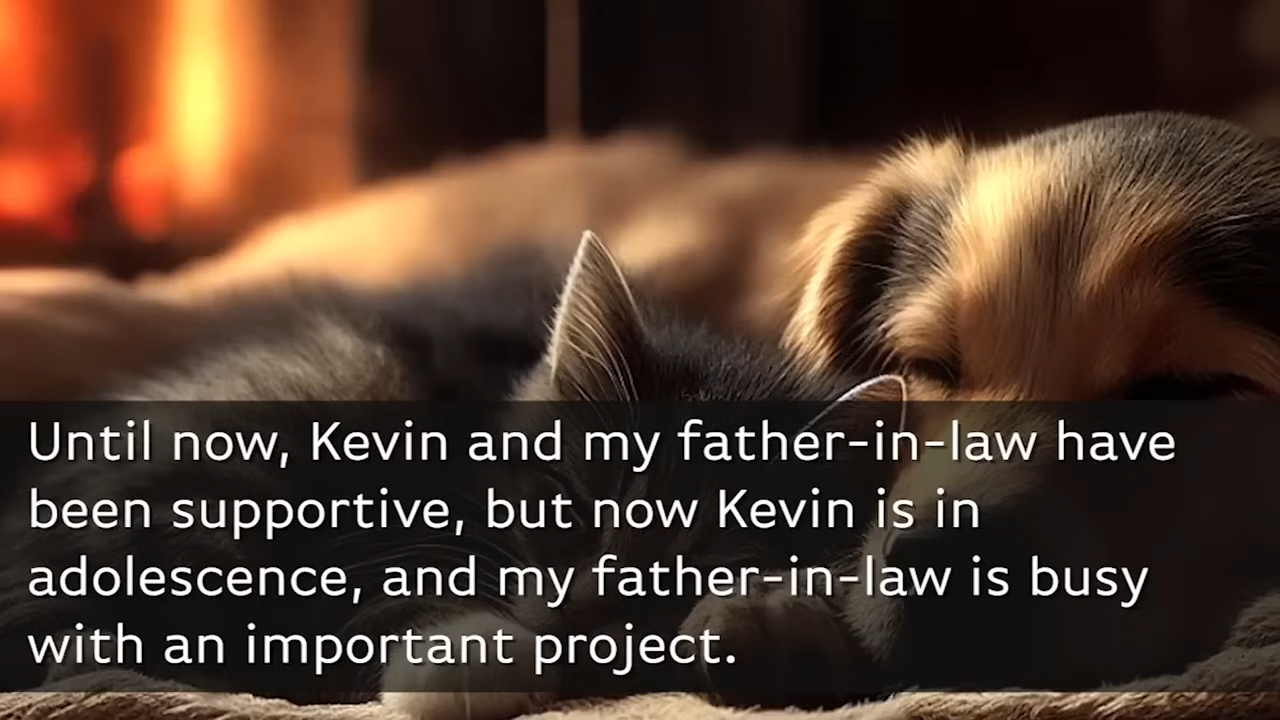 Until now, Kevin and my father-in-law have
been supportive, but now Kevin is in
adolescence, and my father-in-law is busy
with an important project.